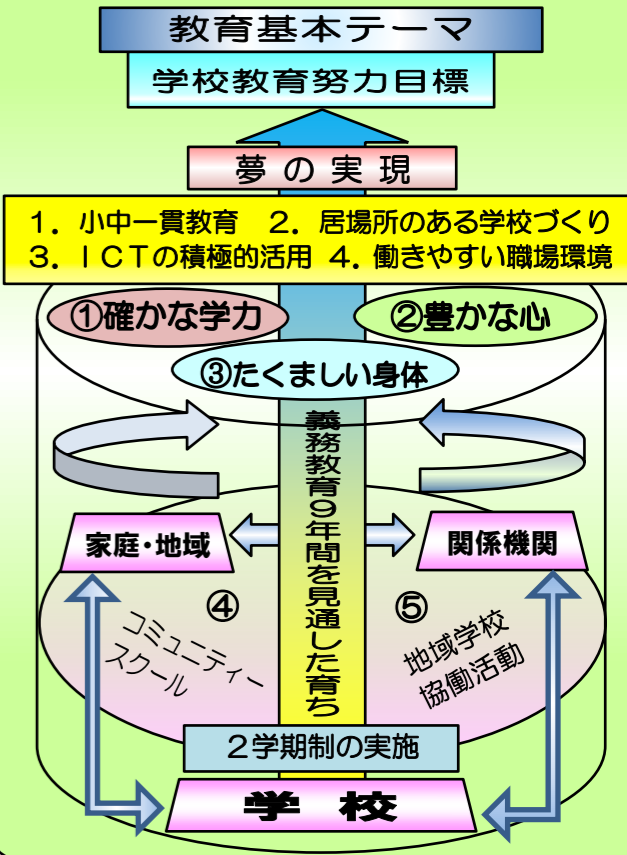 教育基本テーマ
学校教育努力目標
夢の実現
1．小中一貫教育　2．居場所のある学校づくり
3．ICTの積極的活用　4．働きやすい職場環境
①確かな学力
②豊かな心
③たくましい身体
義務教育9年間を見通した育ち
家庭・地域
関係機関
④
コミュニティー
スクール
⑤
地域学校
協働活動
2学期制の実施
学校